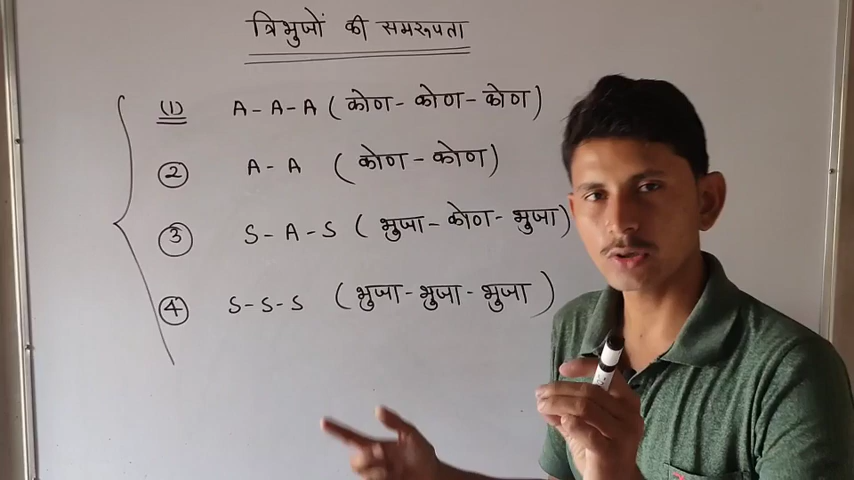 त्रिभुजों की समरूपता
(1) A-A-A (कोण-कोण-कोण)
2 A-A (कोण-कोण)
3 S-A-S (भुजा-कोण-भुजा)
4 S-S-S (भुजा-भुजा-भुजा)